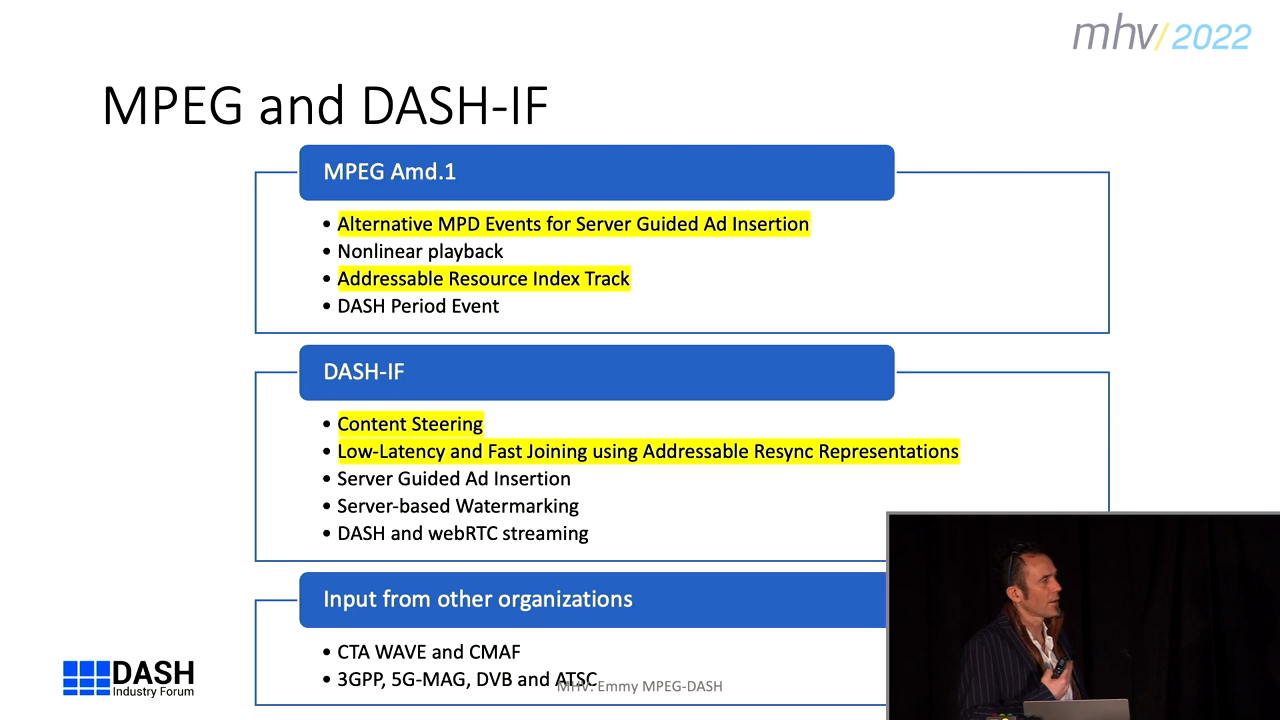 mhv/2022
MPEG and DASH-IF
MPEG Amd.1
• Alternative MPD Events for Server Guided Ad Insertion
• Nonlinear playback
• Addressable Resource Index Track
• DASH Period Event
DASH-IF
• Content Steering
• Low-Latency and Fast Joining using Addressable Resync Representations
• Server Guided Ad Insertion
• Server-based Watermarking
• DASH and webRTC streaming
Input from other organizations
• CTA WAVE and CMAF
• 3GPP, 5G-MAG, DVB and ATSC
MHV: Emmy MPEG-DASH
DASH
Industry Forum